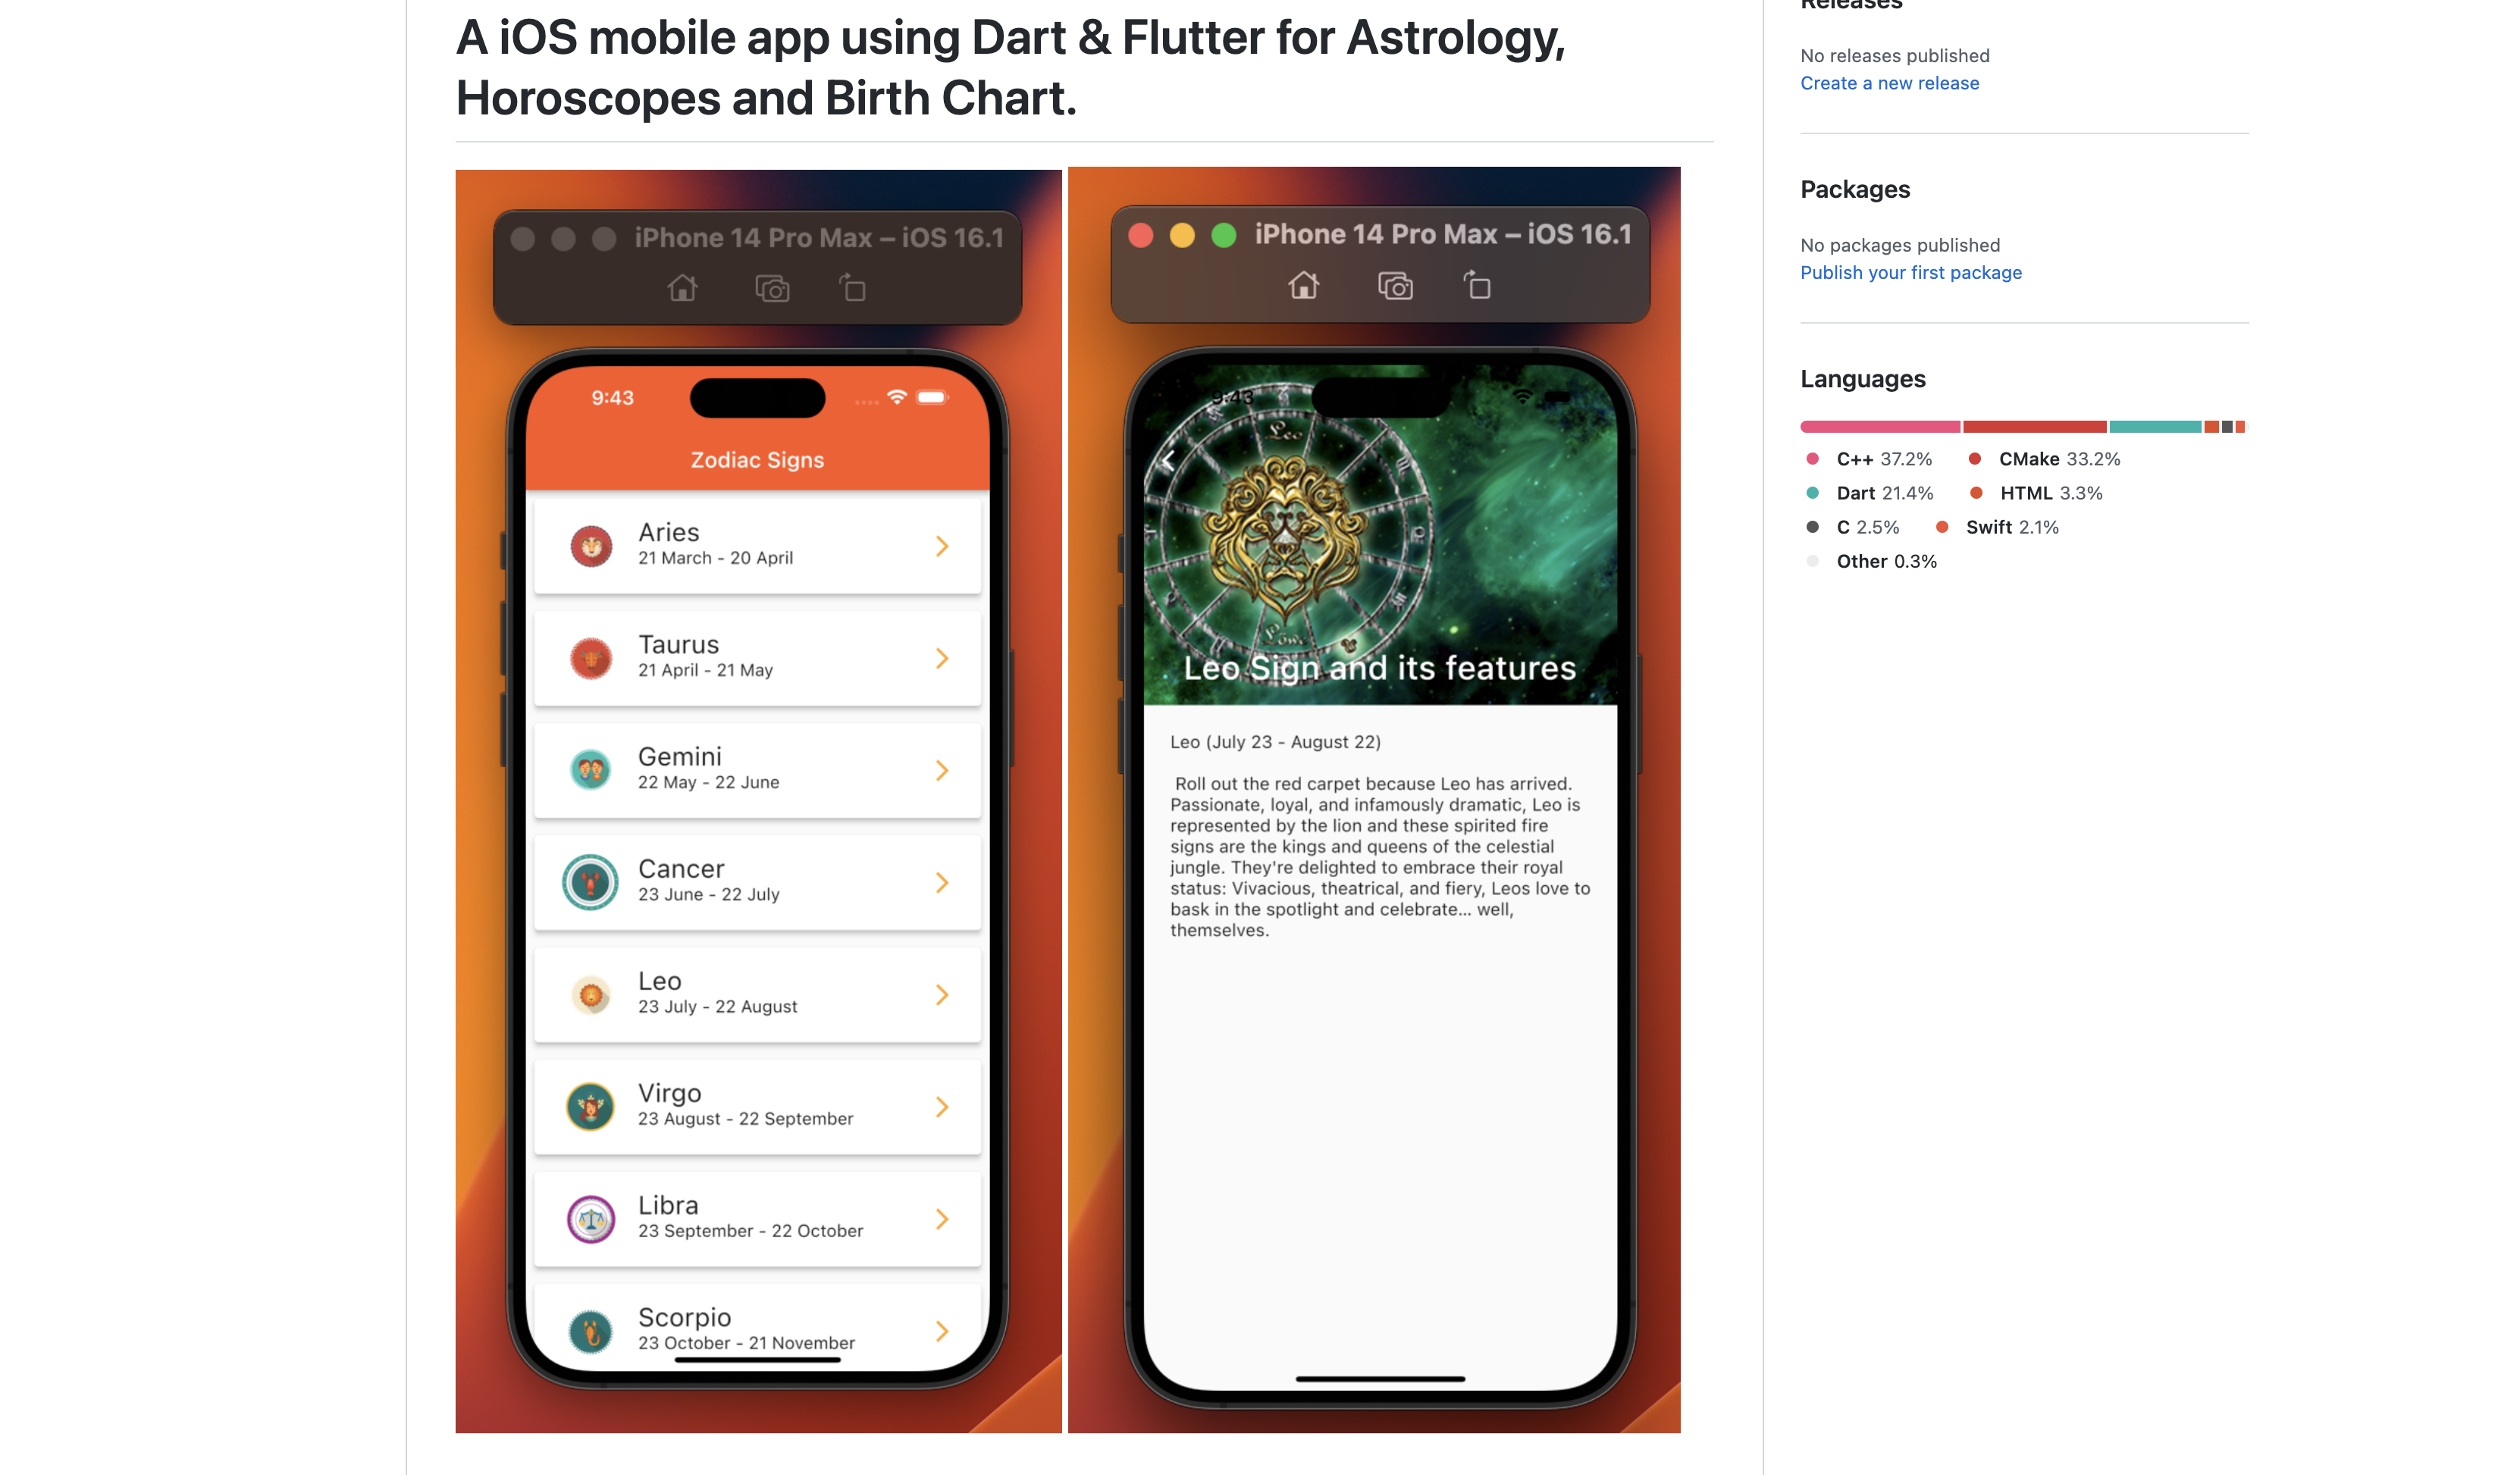 A iOS mobile app using Dart & Flutter for Astrology,
Horoscopes and Birth Chart.
iPhone 14 Pro Max – iOS 16.1
9:43
Zodiac Signs
Aries
21 March - 20 April
Taurus
21 April - 21 May
Gemini
22 May - 22 June
Cancer
23 June - 22 July
Leo
23 July - 22 August
Virgo
23 August - 22 September
Libra
23 September - 22 October
Scorpio
23 October - 21 November
iPhone 14 Pro Max – iOS 16.1
9:43
Leo
Löwe
Leo Sign and its features
Leo (July 23 - August 22)
Roll out the red carpet because Leo has arrived.
Passionate, loyal, and infamously dramatic, Leo is
represented by the lion and these spirited fire
signs are the kings and queens of the celestial
jungle. They're delighted to embrace their royal
status: Vivacious, theatrical, and fiery, Leos love to
bask in the spotlight and celebrate... well,
themselves.
Releases
No releases published
Create a new release
Packages
No packages published
Publish your first package
Languages
C++ 37.2%
CMake 33.2%
Dart 21.4%
HTML 3.3%
C 2.5%
Swift 2.1%
Other 0.3%